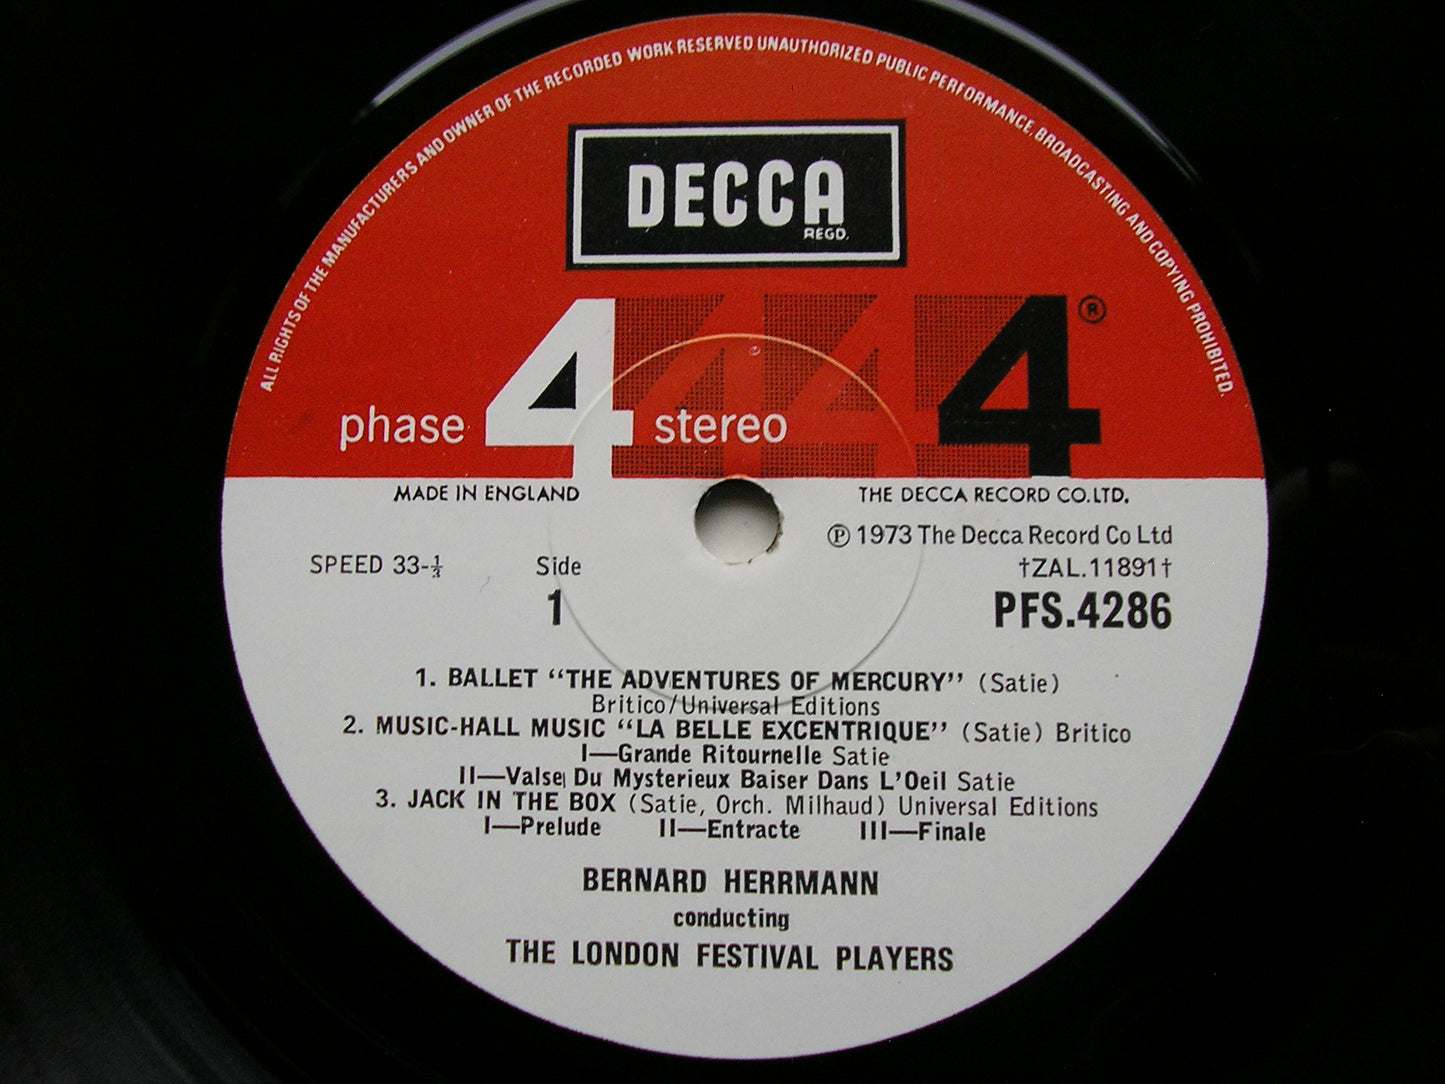 ALL RIGHTS OF THE MANUFACTURERS AND OWNER OF THE RECORDED WORK RESERVED UNAUTHORIZED PUBLIC PERFORMANCE, BROADCASTING AND COPYING PROHIBITED.
DECCA
REGD.
phase 4 stereo 4 4 4 ®
MADE IN ENGLAND THE DECCA RECORD CO.LTD.
℗ 1973 The Decca Record Co Ltd
SPEED 33-⅓ Side †ZAL.11891†
1 PFS.4286
1. BALLET “THE ADVENTURES OF MERCURY” (Satie)
Britico/Universal Editions
2. MUSIC-HALL MUSIC “LA BELLE EXCENTRIQUE” (Satie) Britico
I—Grande Ritournelle Satie
II—Valse Du Mysterieux Baiser Dans L'Oeil Satie
3. JACK IN THE BOX (Satie, Orch. Milhaud) Universal Editions
I—Prelude II—Entracte III—Finale
BERNARD HERRMANN
conducting
THE LONDON FESTIVAL PLAYERS